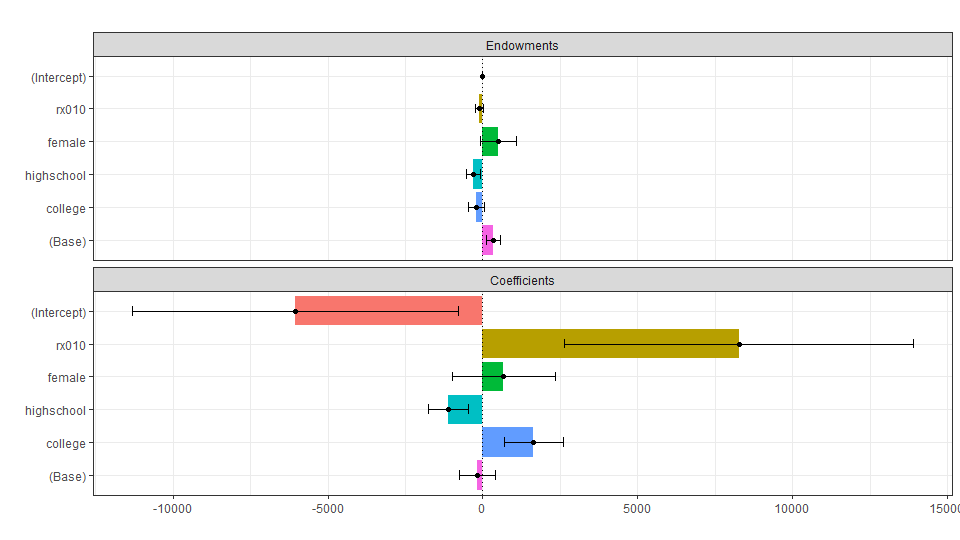 Endowments
(Intercept)
rx010
female
highschool
college
(Base)
Coefficients
(Intercept)
rx010
female
highschool
college
(Base)
-10000 -5000 0 5000 10000 15000